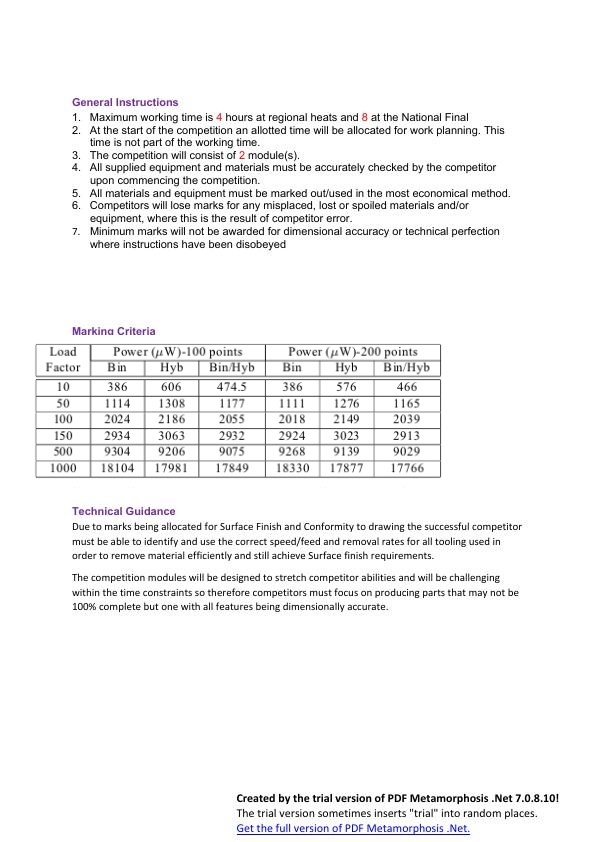 General Instructions
1. Maximum working time is 4 hours at regional heats and 8 at the National Final
2. At the start of the competition an allotted time will be allocated for work planning. This
time is not part of the working time.
3. The competition will consist of 2 module(s).
4. All supplied equipment and materials must be accurately checked by the competitor
upon commencing the competition.
5. All materials and equipment must be marked out/used in the most economical method.
6. Competitors will lose marks for any misplaced, lost or spoiled materials and/or
equipment, where this is the result of competitor error.
7. Minimum marks will not be awarded for dimensional accuracy or technical perfection
where instructions have been disobeyed
Marking Criteria
Load Power (μW)-100 points Power (μW)-200 points
Factor Bin Hyb Bin/Hyb Bin Hyb Bin/Hyb
10 386 606 474.5 386 576 466
50 1114 1308 1177 1111 1276 1165
100 2024 2186 2055 2018 2149 2039
150 2934 3063 2932 2924 3023 2913
500 9304 9206 9075 9268 9139 9029
1000 18104 17981 17849 18330 17877 17766
Technical Guidance
Due to marks being allocated for Surface Finish and Conformity to drawing the successful competitor
must be able to identify and use the correct speed/feed and removal rates for all tooling used in
order to remove material efficiently and still achieve Surface finish requirements.
The competition modules will be designed to stretch competitor abilities and will be challenging
within the time constraints so therefore competitors must focus on producing parts that may not be
100% complete but one with all features being dimensionally accurate.
Created by the trial version of PDF Metamorphosis .Net 7.0.8.10!
The trial version sometimes inserts "trial" into random places.
Get the full version of PDF Metamorphosis .Net.